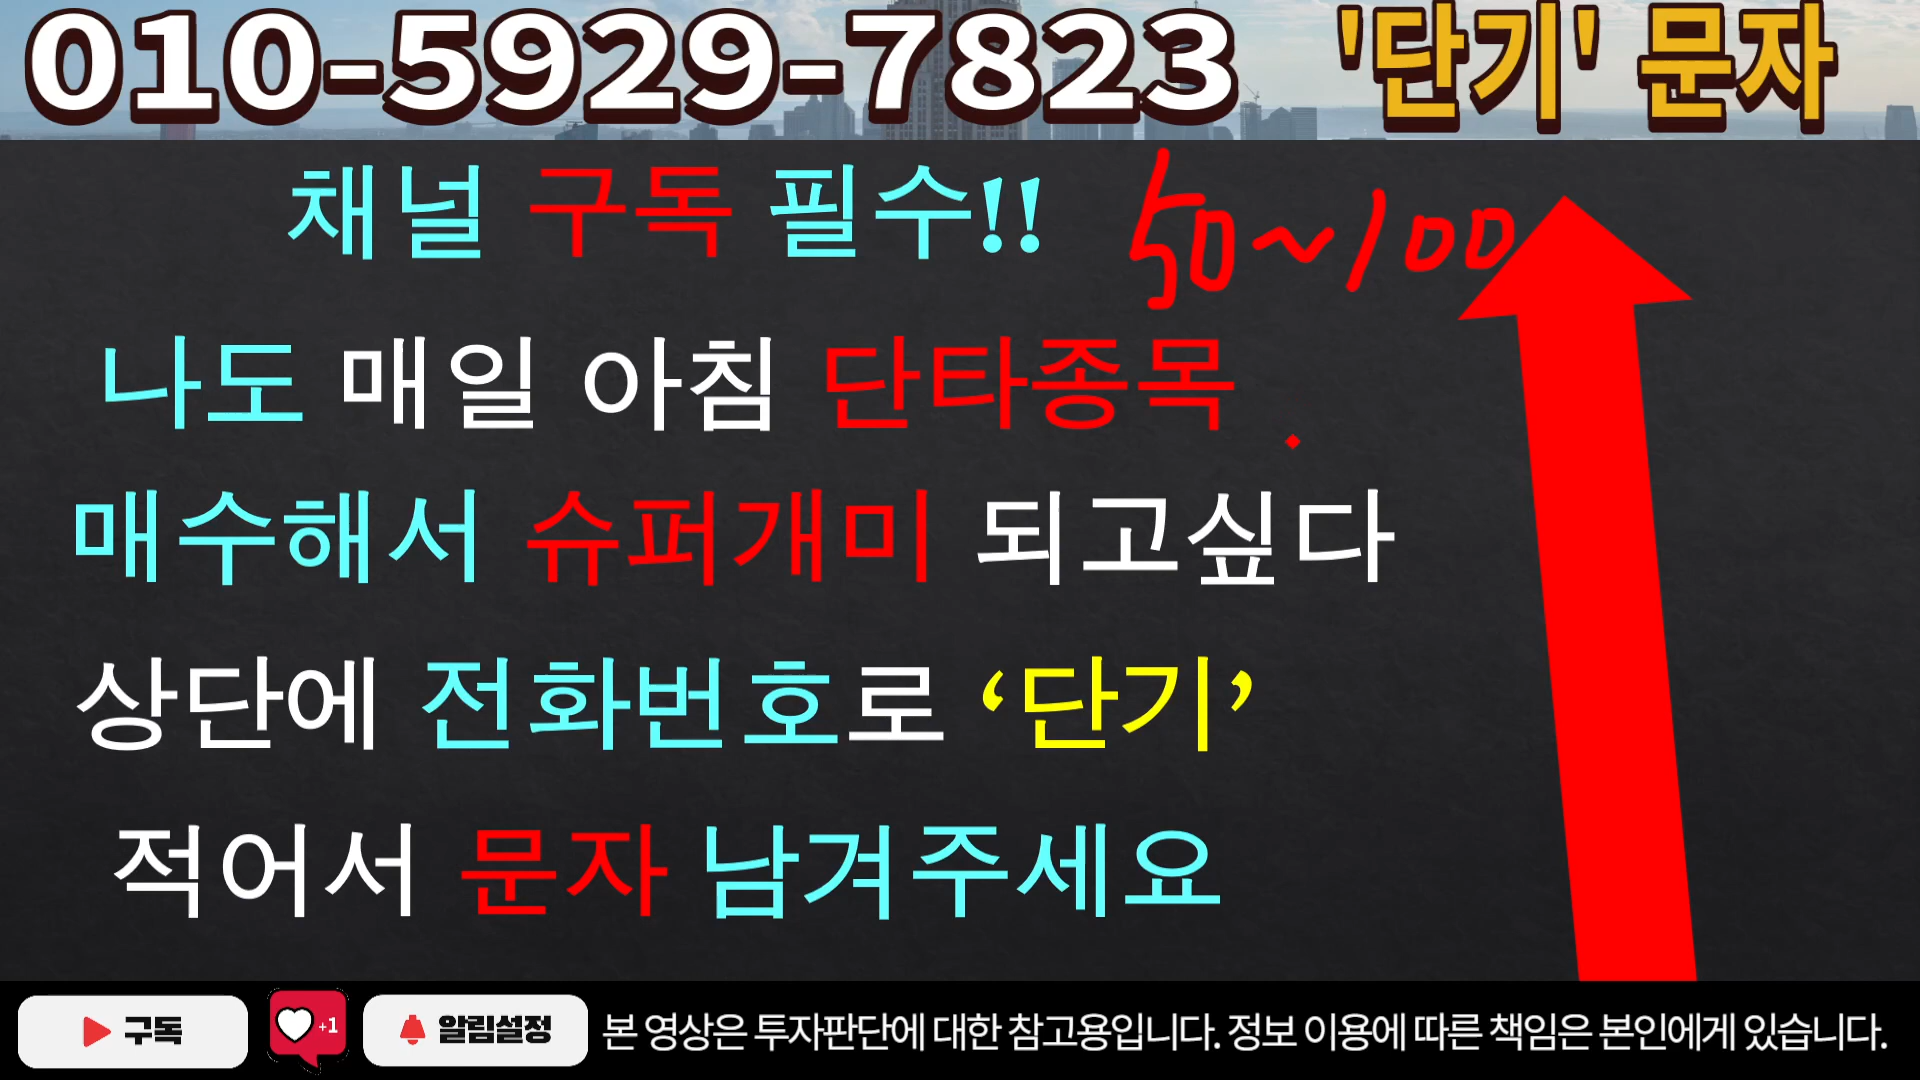 010-5929-7823 '단기' 문자
채널 구독 필수!! 50~100
나도 매일 아침 단타종목
매수해서 슈퍼개미 되고싶다
상단에 전화번호로 ‘단기’
적어서 문자 남겨주세요
구독 +1 알림설정 본 영상은 투자판단에 대한 참고용입니다. 정보 이용에 따른 책임은 본인에게 있습니다.